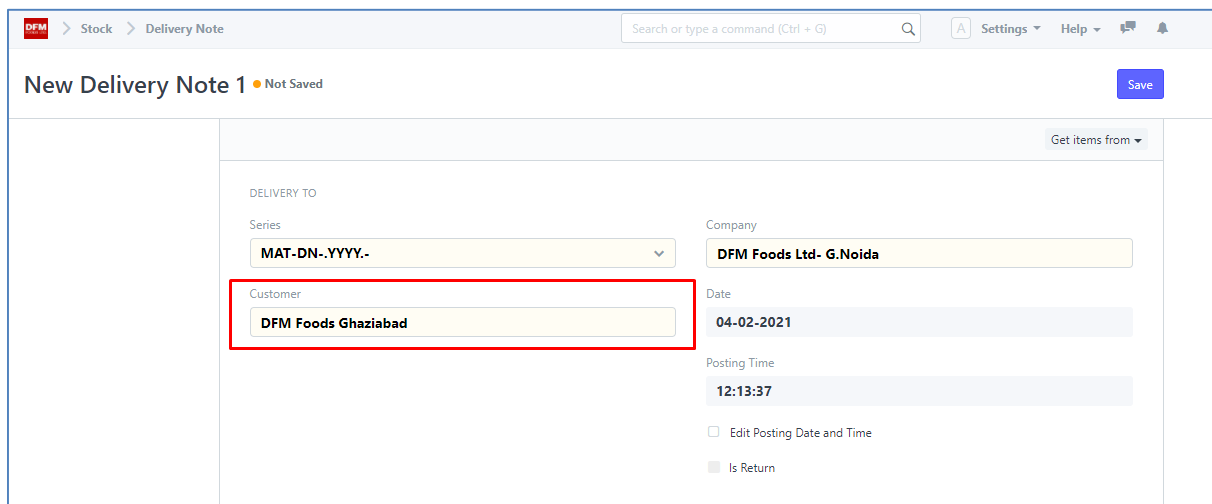 DFM
Stock
Delivery Note
Search or type a command (Ctrl + G)
A
Settings
Help
New Delivery Note 1
Not Saved
Save
Get items from
DELIVERY TO
Series
MAT-DN-.YYYY.-
Company
DFM Foods Ltd- G.Noida
Customer
DFM Foods Ghaziabad
Date
04-02-2021
Posting Time
12:13:37
Edit Posting Date and Time
Is Return